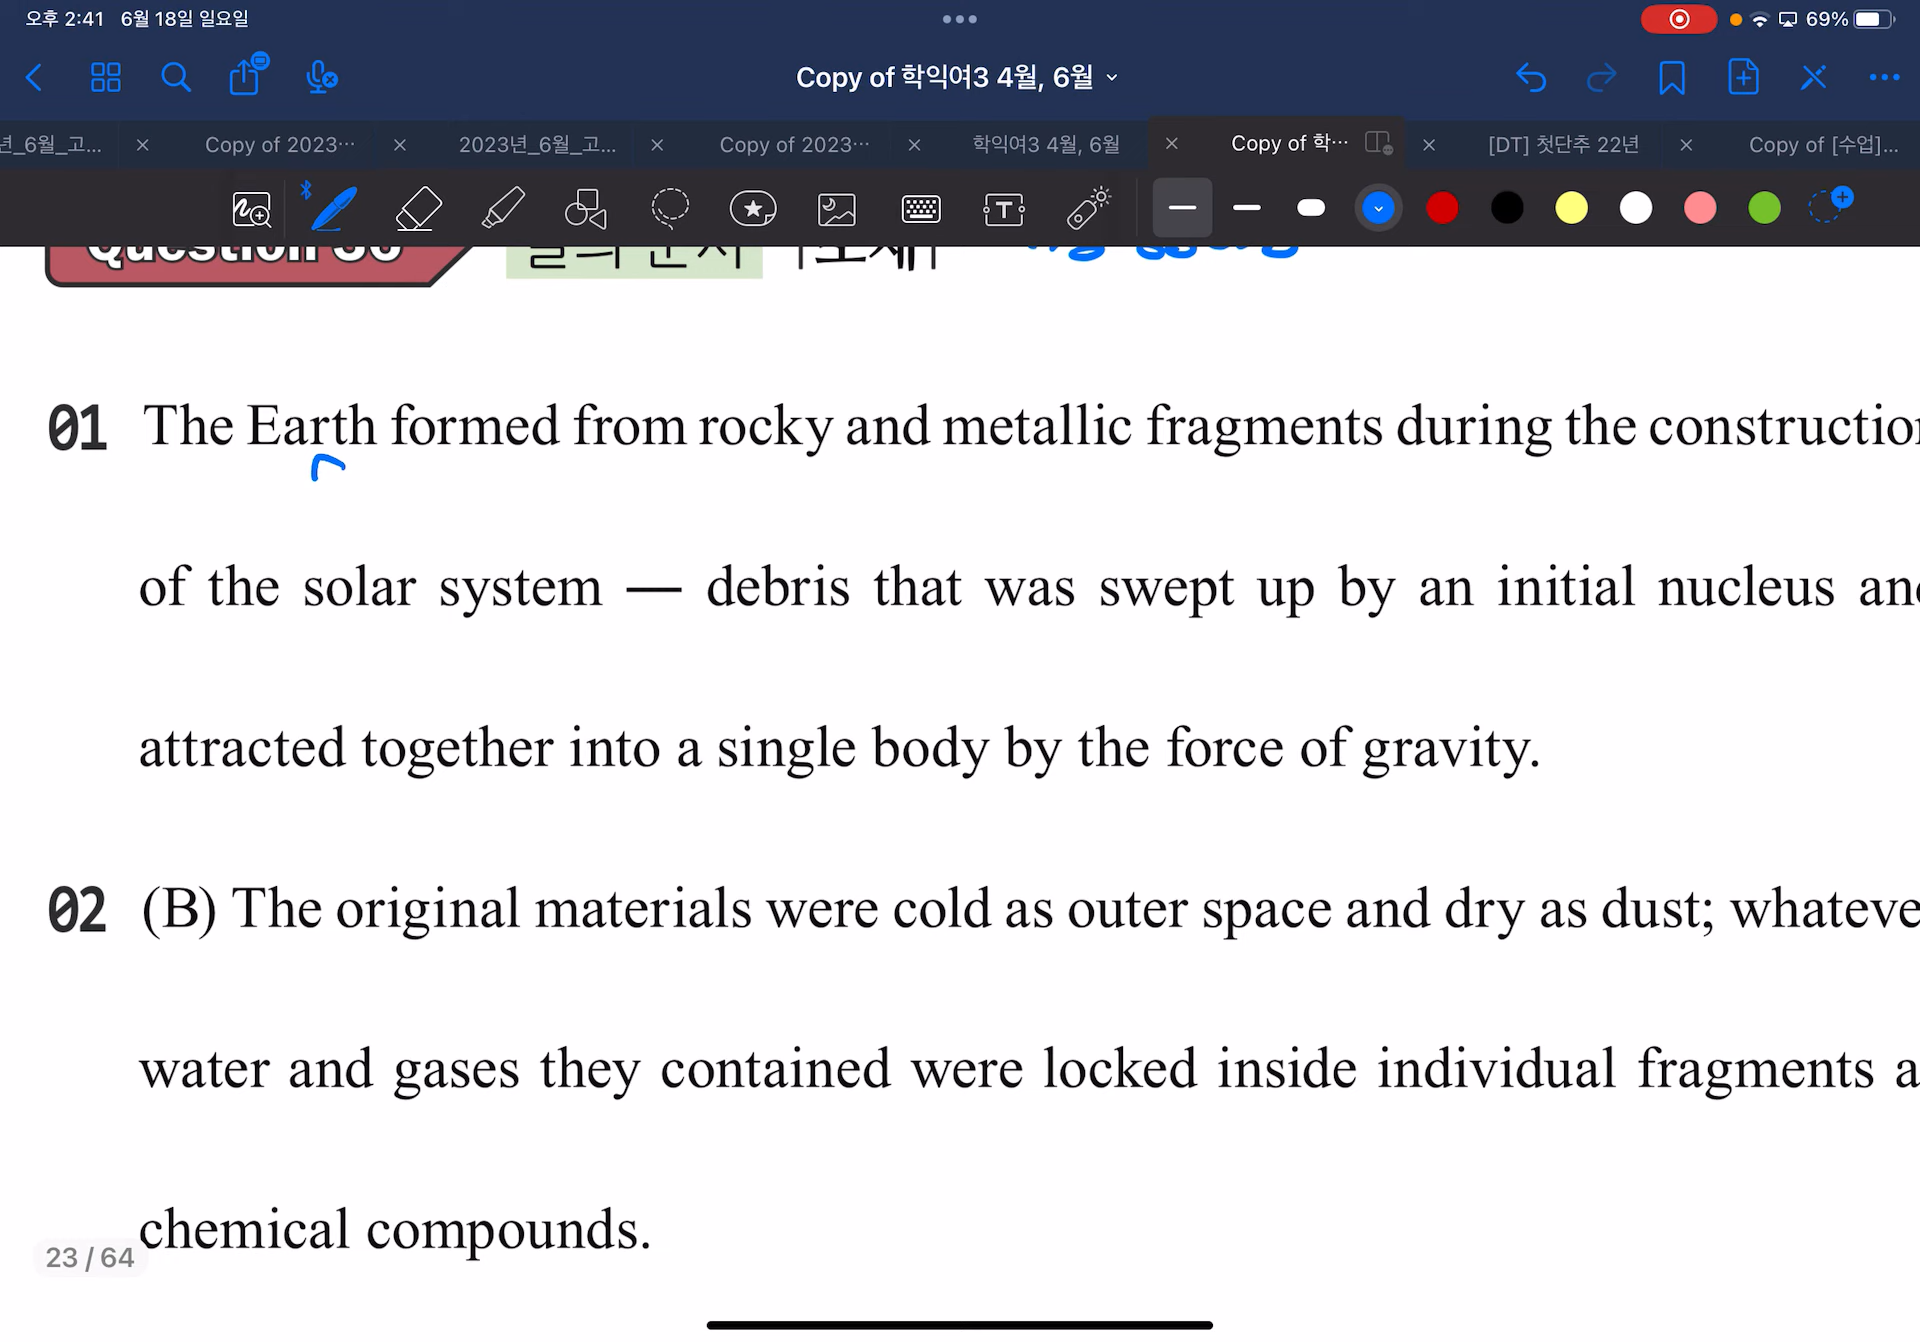 오후 2:41 6월 18일 일요일
69%
Copy of 학익여3 4월, 6월
년_6월_고... Copy of 2023... 2023년_6월_고... Copy of 2023... 학익여3 4월, 6월 Copy of 학... [DT] 첫단추 22년 Copy of [수업]...
Question
01 The Earth formed from rocky and metallic fragments during the constructio
of the solar system — debris that was swept up by an initial nucleus an
attracted together into a single body by the force of gravity.
02 (B) The original materials were cold as outer space and dry as dust; whateve
water and gases they contained were locked inside individual fragments a
chemical compounds.
23 / 64